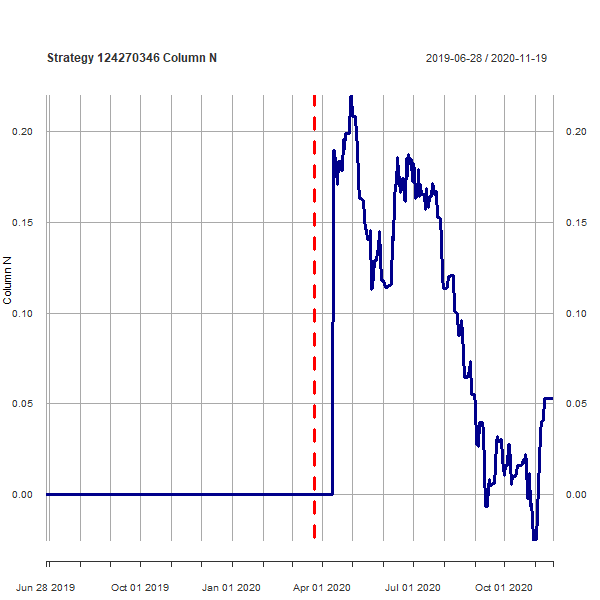 Strategy 124270346 Column N
2019-06-28 / 2020-11-19
0.20
0.15
0.10
0.05
0.00
Column N
0.20
0.15
0.10
0.05
0.00
Jun 28 2019
Oct 01 2019
Jan 01 2020
Apr 01 2020
Jul 01 2020
Oct 01 2020